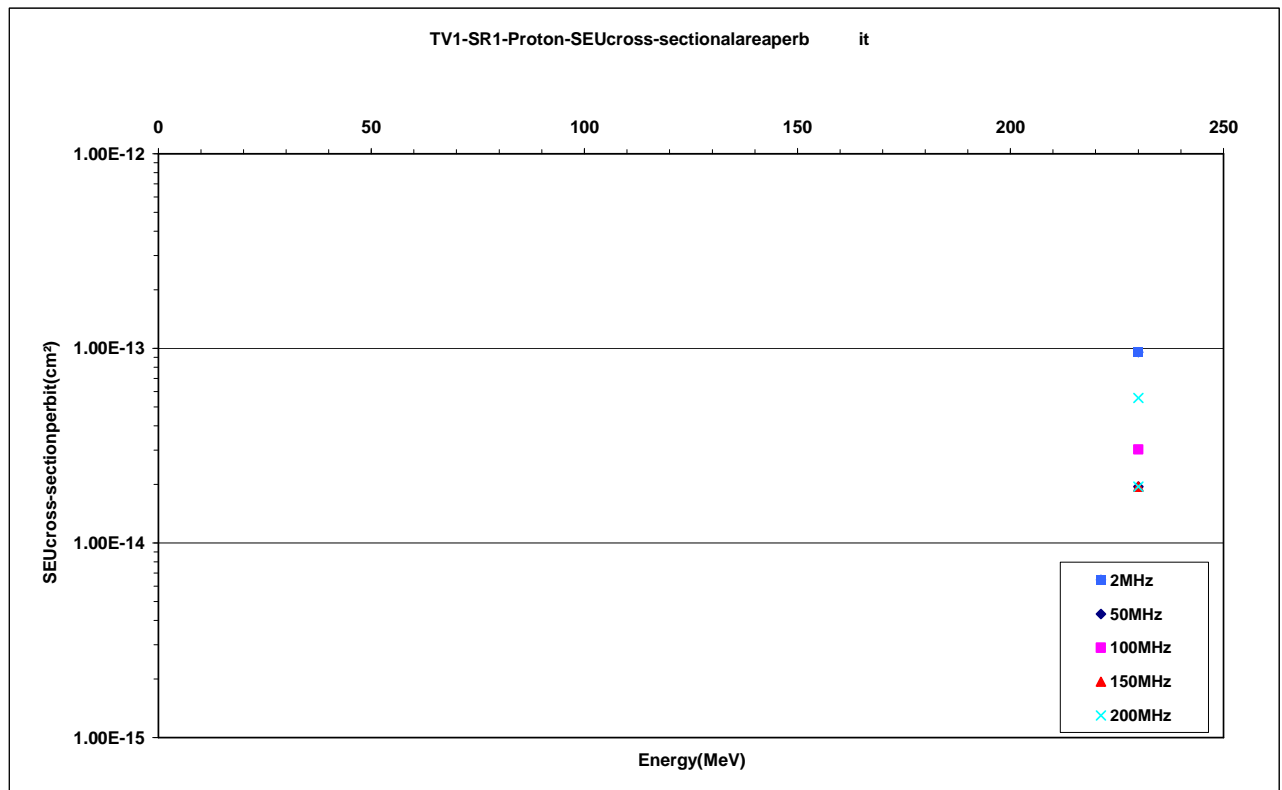 TV1-SR1-Proton-SEUcross-sectionalareaperb it
0 50 100 150 200 250
1.00E-12
1.00E-13
1.00E-14
1.00E-15
SEUcross-sectionperbit(cm²)
2MHz
50MHz
100MHz
150MHz
200MHz
Energy(MeV)